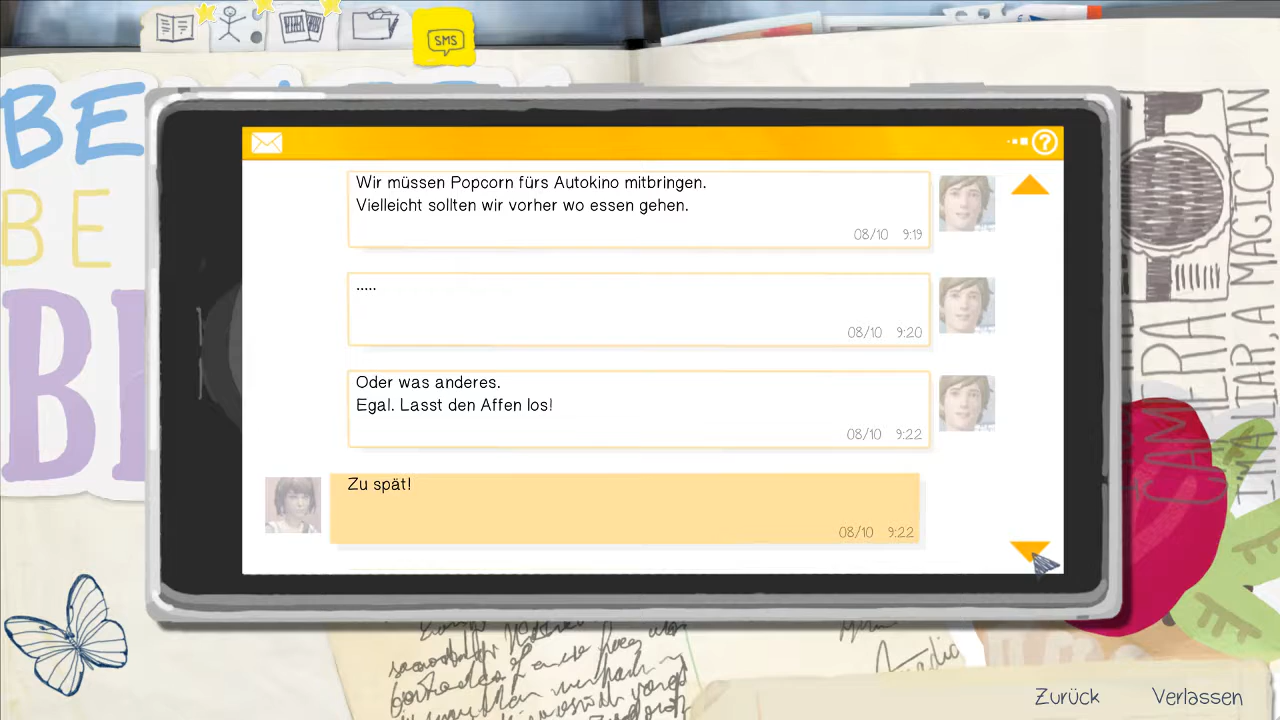 SMS
BE
BE
Wir müssen Popcorn fürs Autokino mitbringen.
Vielleicht sollten wir vorher wo essen gehen.
08/10 9:19
.....
08/10 9:20
Oder was anderes.
Egal. Lasst den Affen los!
08/10 9:22
Zu spät!
08/10 9:22
?
CAMERA
LIAR, A MAGICIAN
Zurück Verlassen